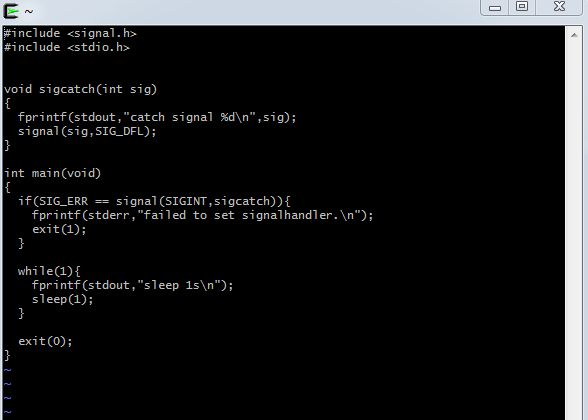 ~
#include <signal.h>
#include <stdio.h>
void sigcatch(int sig)
{
  fprintf(stdout,"catch signal %d\n",sig);
  signal(sig,SIG_DFL);
}
int main(void)
{
  if(SIG_ERR == signal(SIGINT,sigcatch)){
    fprintf(stderr,"failed to set signalhandler.\n");
    exit(1);
  }
  while(1){
    fprintf(stdout,"sleep 1s\n");
    sleep(1);
  }
  exit(0);
}
~
~
~
~